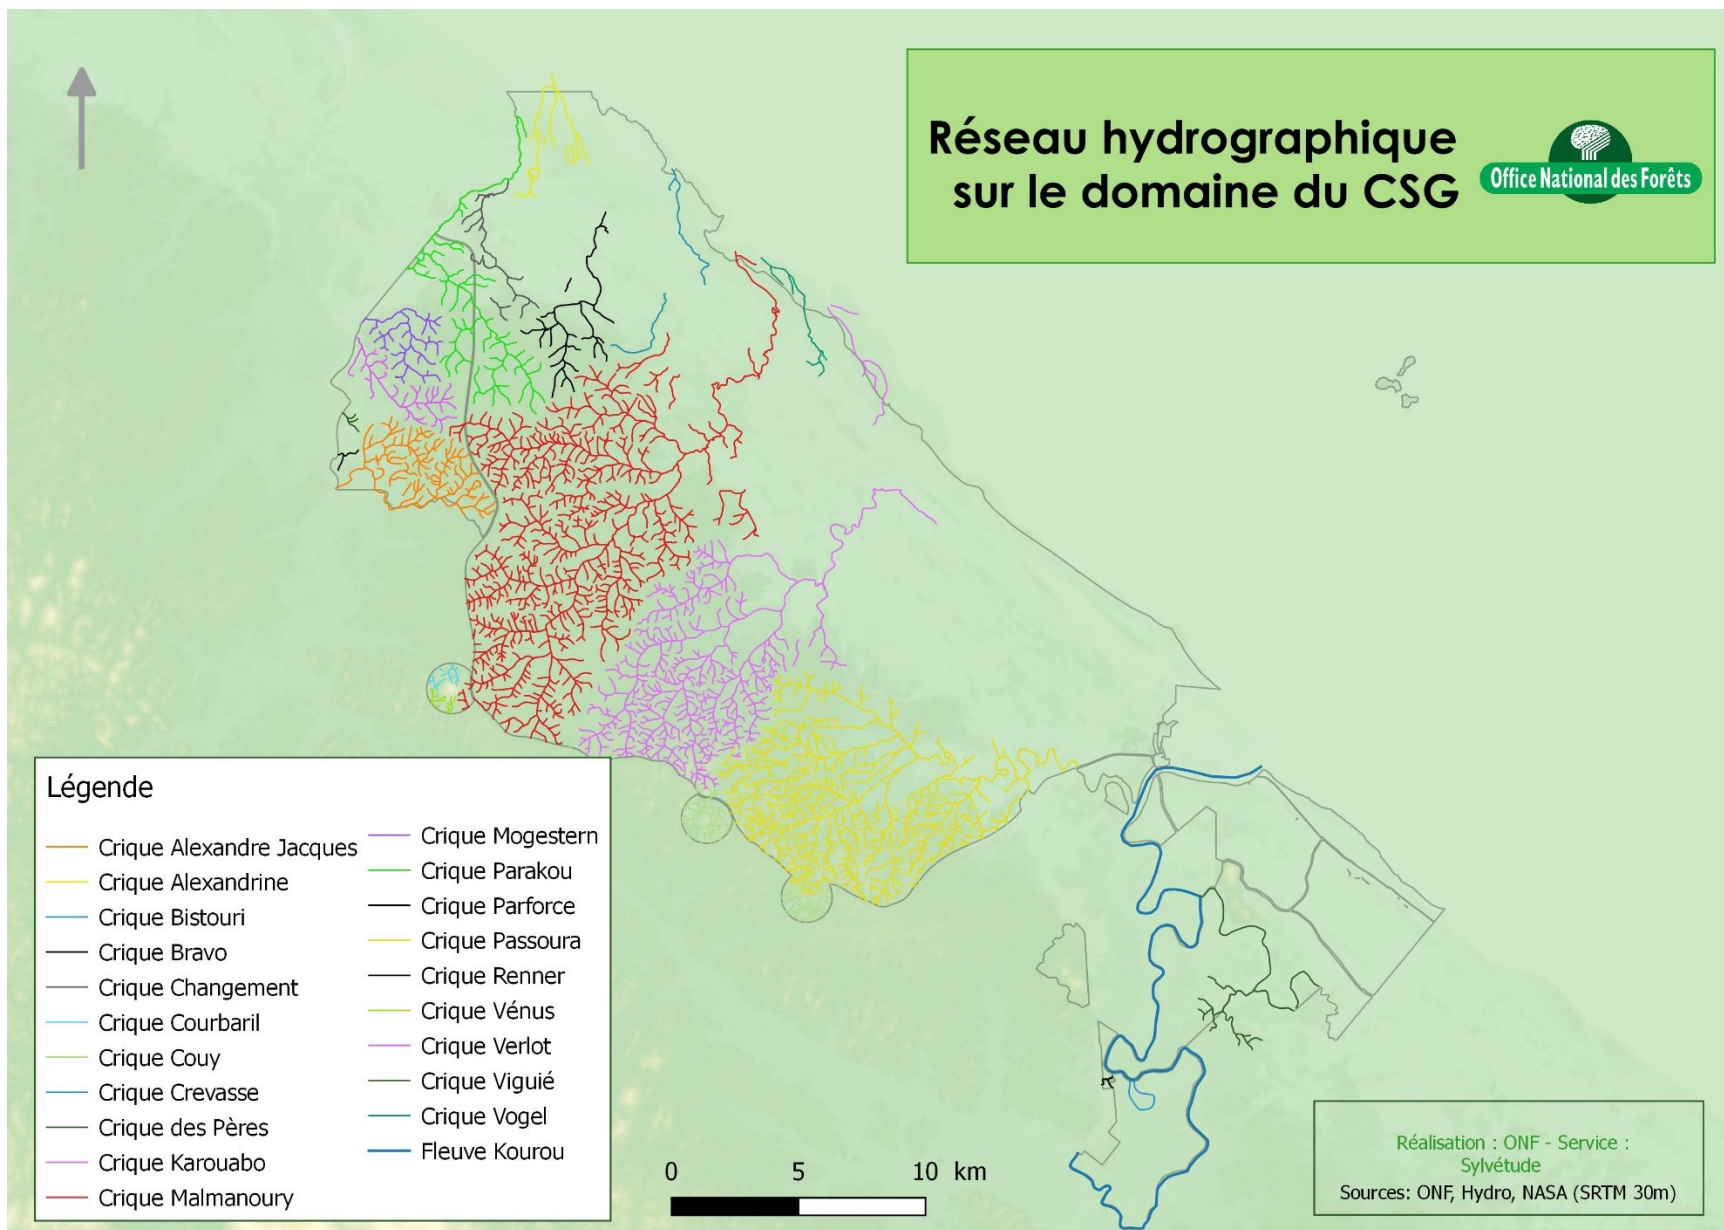 Réseau hydrographique
sur le domaine du CSG
Office National des Forêts
Légende
Crique Alexandre Jacques
Crique Alexandrine
Crique Bistouri
Crique Bravo
Crique Changement
Crique Courbaril
Crique Couy
Crique Crevasse
Crique des Pères
Crique Karouabo
Crique Malmanoury
Crique Mogestern
Crique Parakou
Crique Parforce
Crique Passoura
Crique Renner
Crique Vénus
Crique Verlot
Crique Viguié
Crique Vogel
Fleuve Kourou
0 5 10 km
Réalisation : ONF - Service :
Sylvétude
Sources: ONF, Hydro, NASA (SRTM 30m)